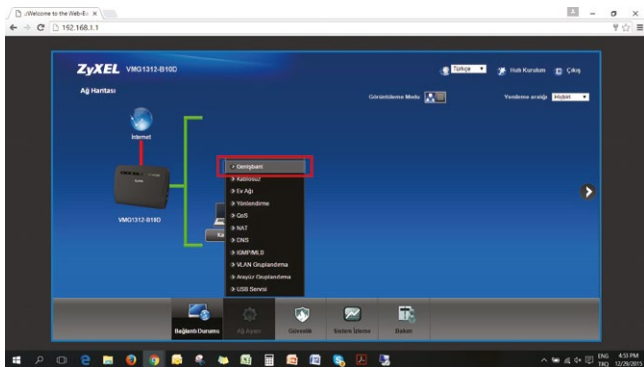 Welcome to the Web-
192.168.1.1
ZyXEL VMG1312-B10D
Türkçe
Hızlı Kurulum
Çıkış
Ağ Haritası
Görüntüleme Modu
Yenileme aralığı
Internet
VMG1312-B10D
Genişbant
Kablosuz
Ev Ağı
Yönlendirme
QoS
NAT
DNS
IGMP/MLD
VLAN Gruplandırma
Arayüz Gruplandırma
USB Servisi
Bağlantı Durumu
Ağ Ayarı
Güvenlik
Sistem İzleme
Bakım
ENG 4:51 PM
TRQ 12/29/2015